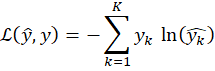 ℒ(ŷ, y) = − ∑_{k=1}^{K} y_k ln(ŷ_k)